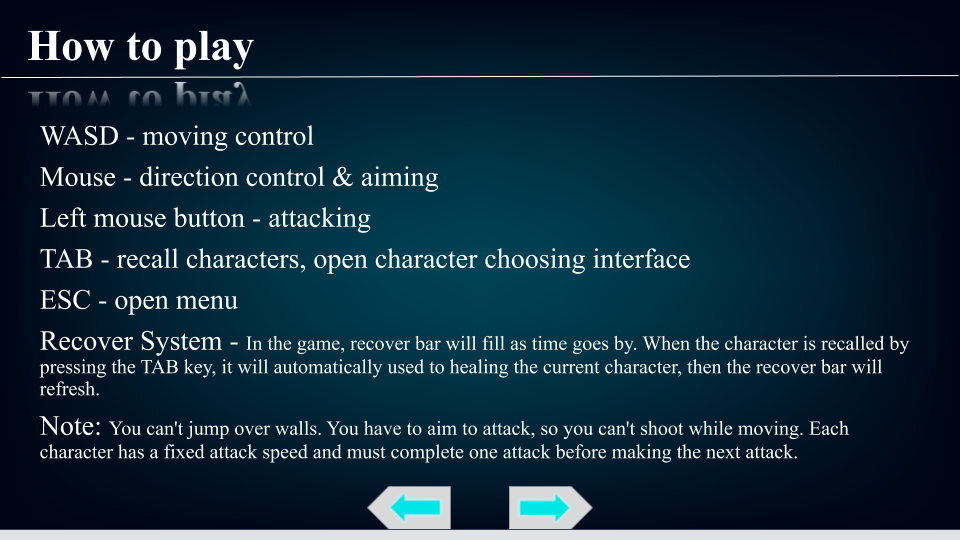 How to play
WASD - moving control
Mouse - direction control & aiming
Left mouse button - attacking
TAB - recall characters, open character choosing interface
ESC - open menu
Recover System - In the game, recover bar will fill as time goes by. When the character is recalled by
pressing the TAB key, it will automatically used to healing the current character, then the recover bar will
refresh.
Note: You can't jump over walls. You have to aim to attack, so you can't shoot while moving. Each
character has a fixed attack speed and must complete one attack before making the next attack.